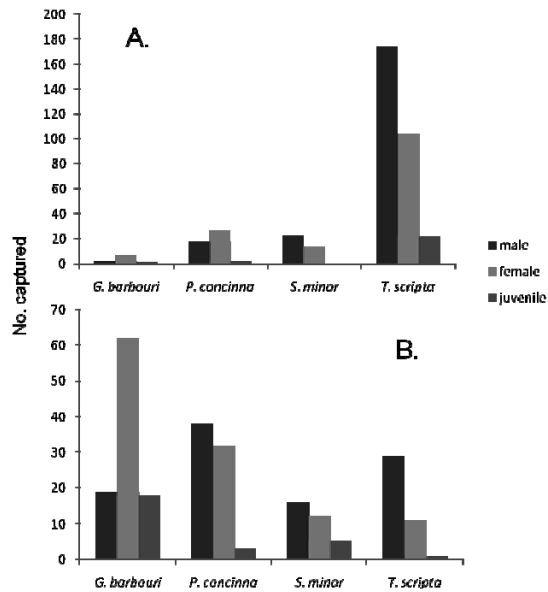 A.
200
180
160
140
120
100
80
60
40
20
0
G. barbouri P. concinna S. minor T. scripta
No. captured
male
female
juvenile
B.
70
60
50
40
30
20
10
0
G. barbouri P. concinna S. minor T. scripta